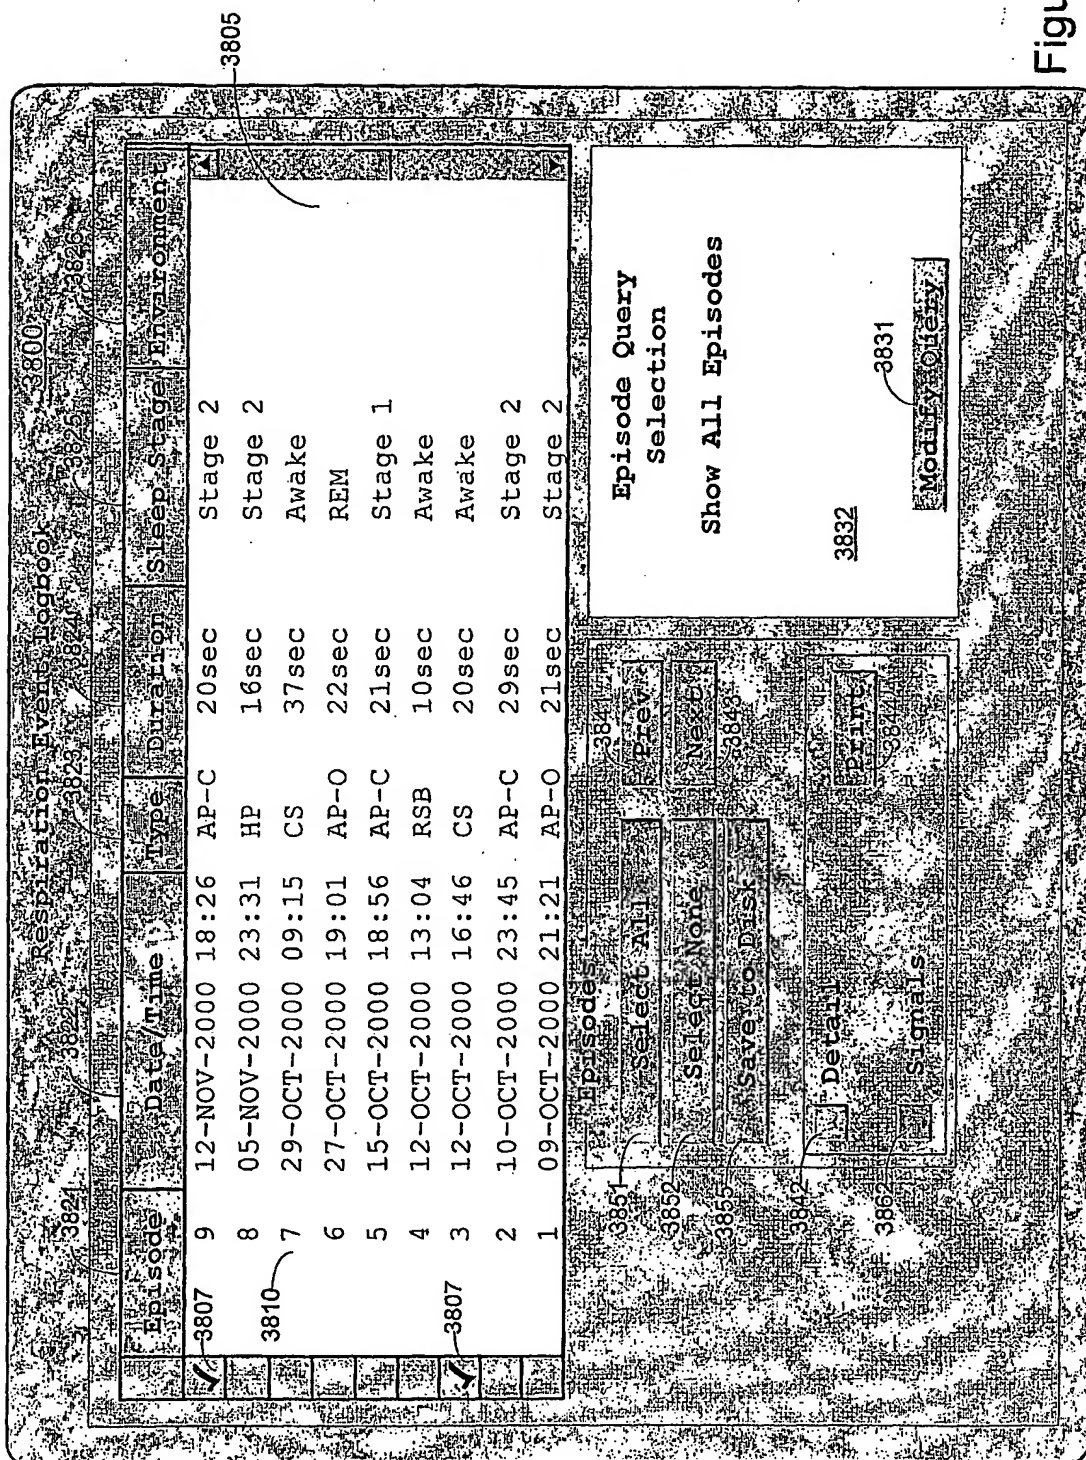 Respiration Event Logbook 3800
3821 3822 3823 3824 3825 3826
Episode Date/Time Type Duration Sleep Stage Environment
3805
3807
9 12-NOV-2000 18:26 AP-C 20sec Stage 2
8 05-NOV-2000 23:31 HP 16sec Stage 2
3810
7 29-OCT-2000 09:15 CS 37sec Awake
6 27-OCT-2000 19:01 AP-O 22sec REM
5 15-OCT-2000 18:56 AP-C 21sec Stage 1
4 12-OCT-2000 13:04 RSB 10sec Awake
3807
3 12-OCT-2000 16:46 CS 20sec Awake
2 10-OCT-2000 23:45 AP-C 29sec Stage 2
1 09-OCT-2000 21:21 AP-O 21sec Stage 2
Episodes
3851 Select All 3841 Prev
3852 Select None Next 3843
3855 Save to Disk
3842 Detail Print
3844
3862 Signals
Episode Query
Selection
Show All Episodes
3832
3831
Modify Query